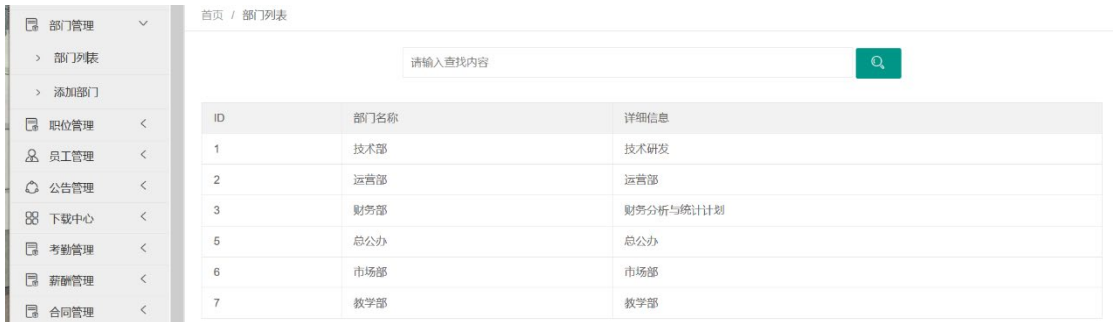 部门管理
部门列表
添加部门
职位管理
员工管理
公告管理
下载中心
考勤管理
薪酬管理
合同管理
首页 / 部门列表
请输入查找内容
ID 部门名称 详细信息
1 技术部 技术研发
2 运营部 运营部
3 财务部 财务分析与统计计划
5 总公办 总公办
6 市场部 市场部
7 教学部 教学部